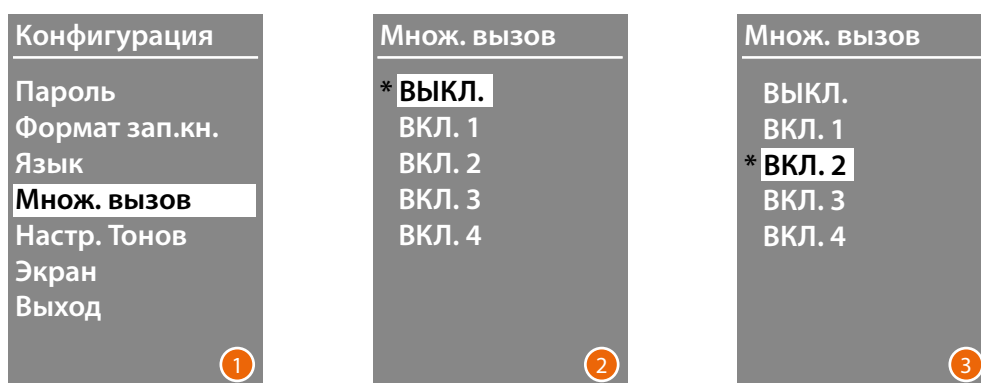 Конфигурация
Пароль
Формат зап.кн.
Язык
Множ. вызов
Настр. Тонов
Экран
Выход
1
Множ. вызов
* ВЫКЛ.
ВКЛ. 1
ВКЛ. 2
ВКЛ. 3
ВКЛ. 4
2
Множ. вызов
ВЫКЛ.
ВКЛ. 1
* ВКЛ. 2
ВКЛ. 3
ВКЛ. 4
3